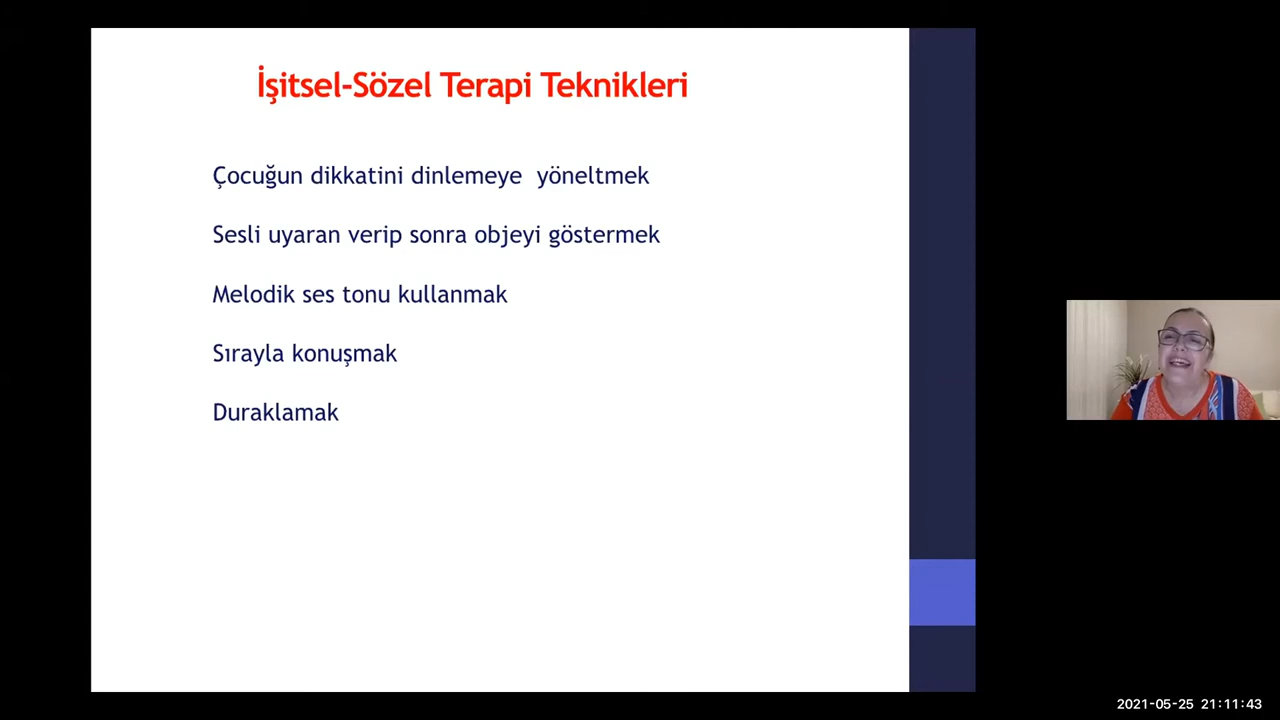 İşitsel-Sözel Terapi Teknikleri
Çocuğun dikkatini dinlemeye  yöneltmek
Sesli uyaran verip sonra objeyi göstermek
Melodik ses tonu kullanmak
Sırayla konuşmak
Duraklamak
2021-05-25 21:11:43